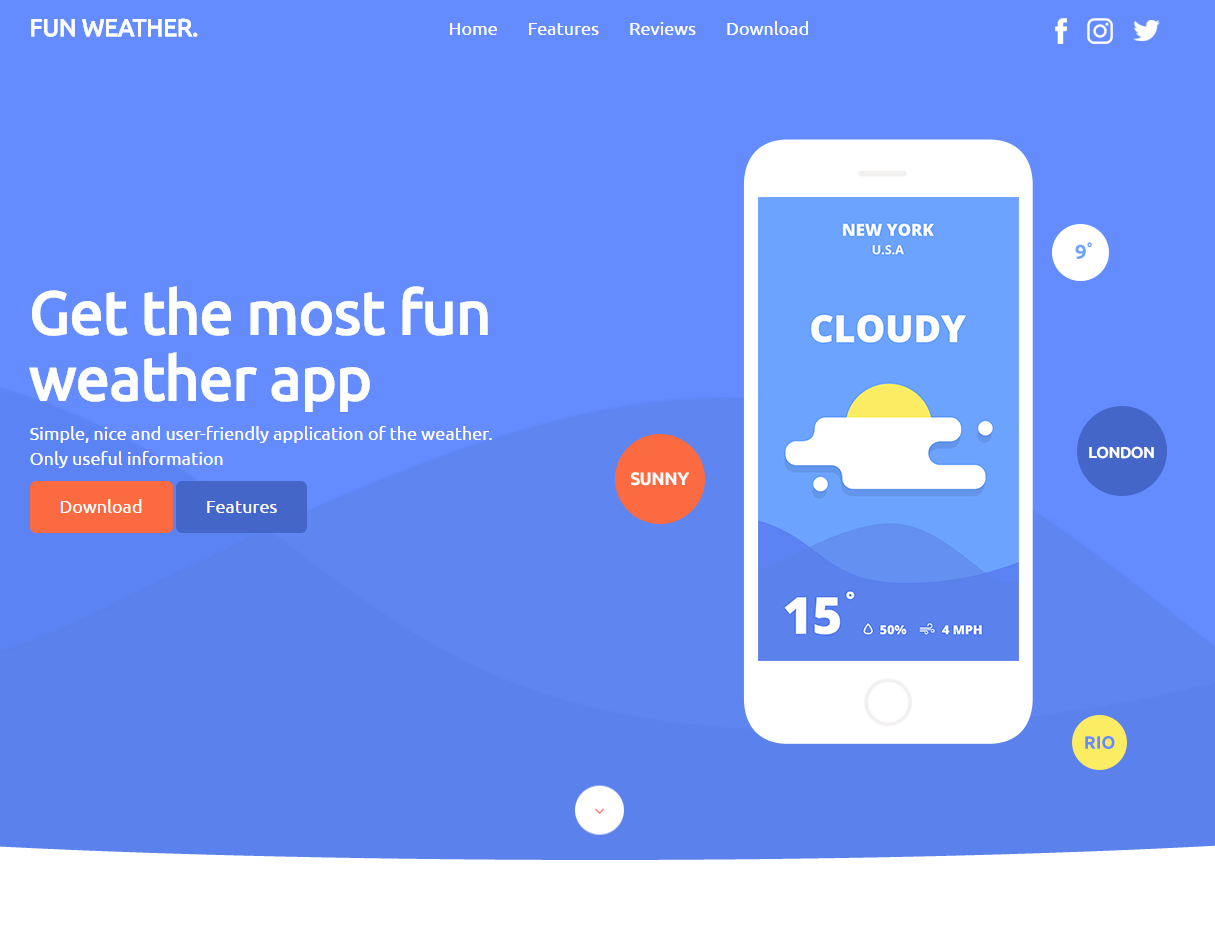 FUN WEATHER.
Home Features Reviews Download
Get the most fun
weather app
Simple, nice and user-friendly application of the weather.
Only useful information
Download Features
NEW YORK
U.S.A
CLOUDY
15°
50% 4 MPH
SUNNY
9°
LONDON
RIO